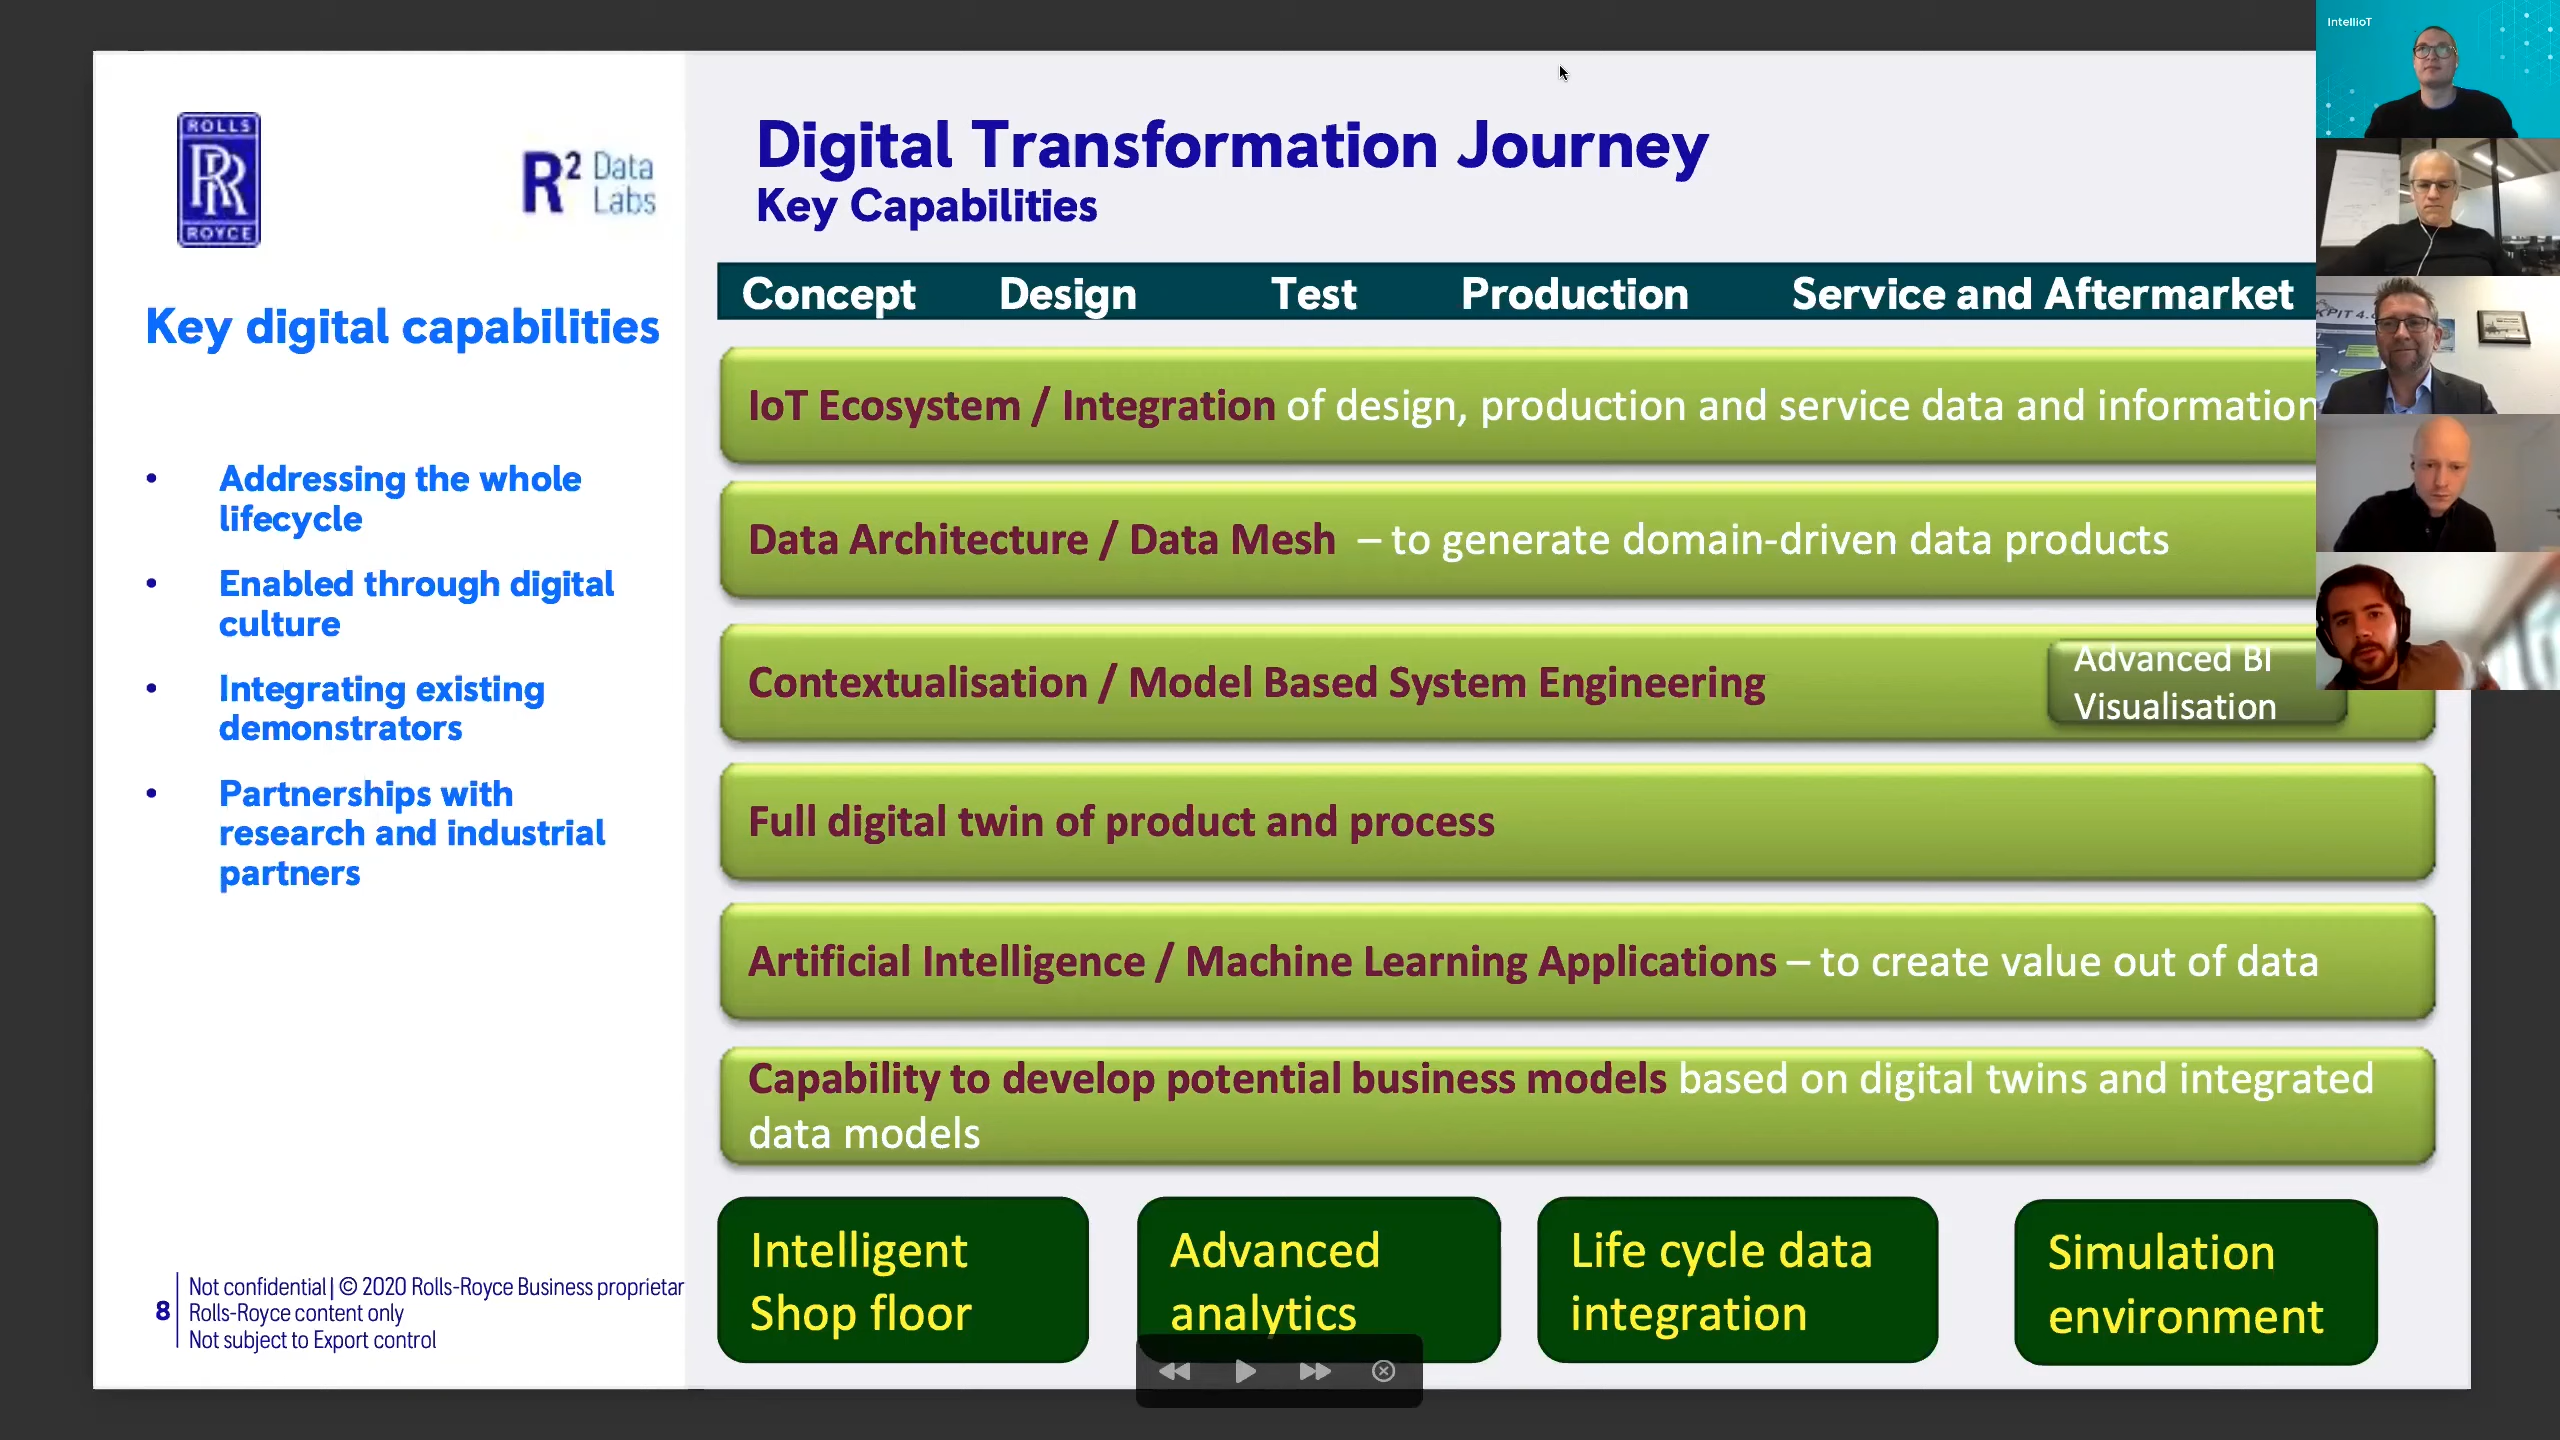 IntellIoT
ROLLS
RR
ROYCE
R² Data
Labs
Digital Transformation Journey
Key Capabilities
Key digital capabilities
• Addressing the whole
lifecycle
• Enabled through digital
culture
• Integrating existing
demonstrators
• Partnerships with
research and industrial
partners
Concept Design Test Production Service and Aftermarket
IoT Ecosystem / Integration of design, production and service data and information
Data Architecture / Data Mesh – to generate domain-driven data products
Contextualisation / Model Based System Engineering
Advanced BI
Visualisation
Full digital twin of product and process
Artificial Intelligence / Machine Learning Applications – to create value out of data
Capability to develop potential business models based on digital twins and integrated
data models
Intelligent
Shop floor
Advanced
analytics
Life cycle data
integration
Simulation
environment
8
Not confidential | © 2020 Rolls-Royce Business proprietar
Rolls-Royce content only
Not subject to Export control